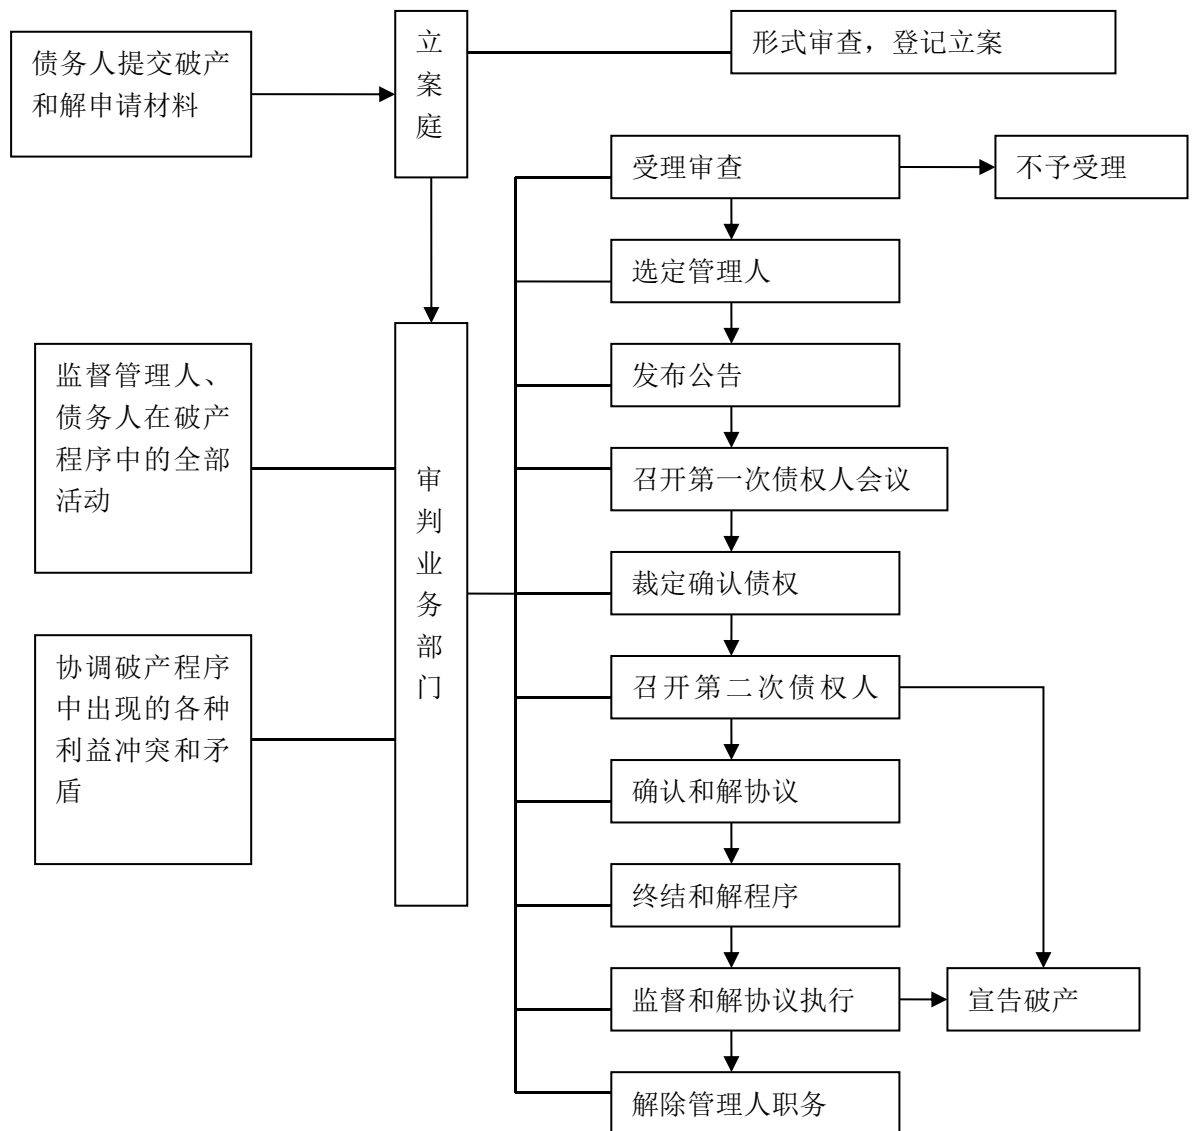 债务人提交破产
和解申请材料
立
案
庭
形式审查，登记立案
受理审查
不予受理
选定管理人
发布公告
召开第一次债权人会议
裁定确认债权
召开第二次债权人
确认和解协议
终结和解程序
监督和解协议执行
宣告破产
解除管理人职务
监督管理人、
债务人在破产
程序中的全部
活动
审
判
业
务
部
门
协调破产程序
中出现的各种
利益冲突和矛
盾